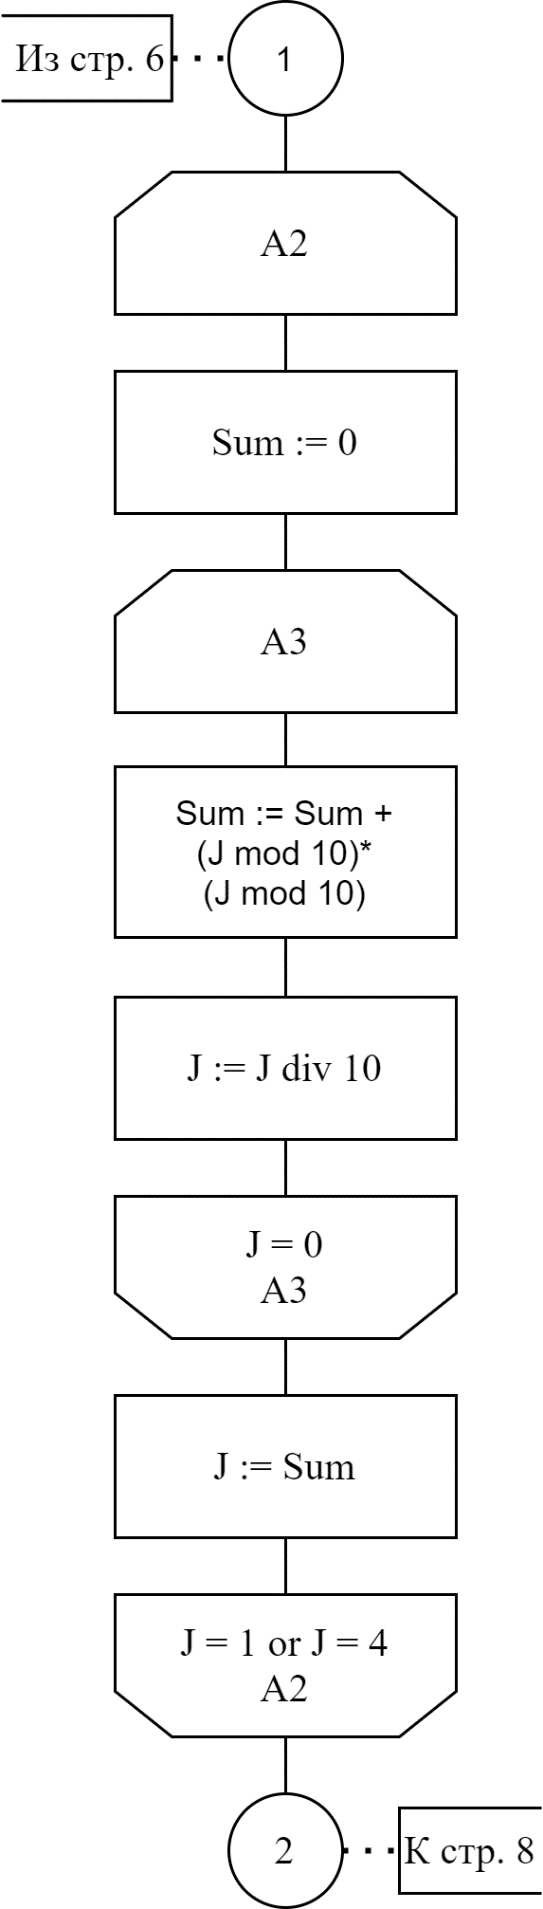 Из стр. 6
1
A2
Sum := 0
A3
Sum := Sum +
(J mod 10)*
(J mod 10)
J := J div 10
J = 0
A3
J := Sum
J = 1 or J = 4
A2
2
К стр. 8